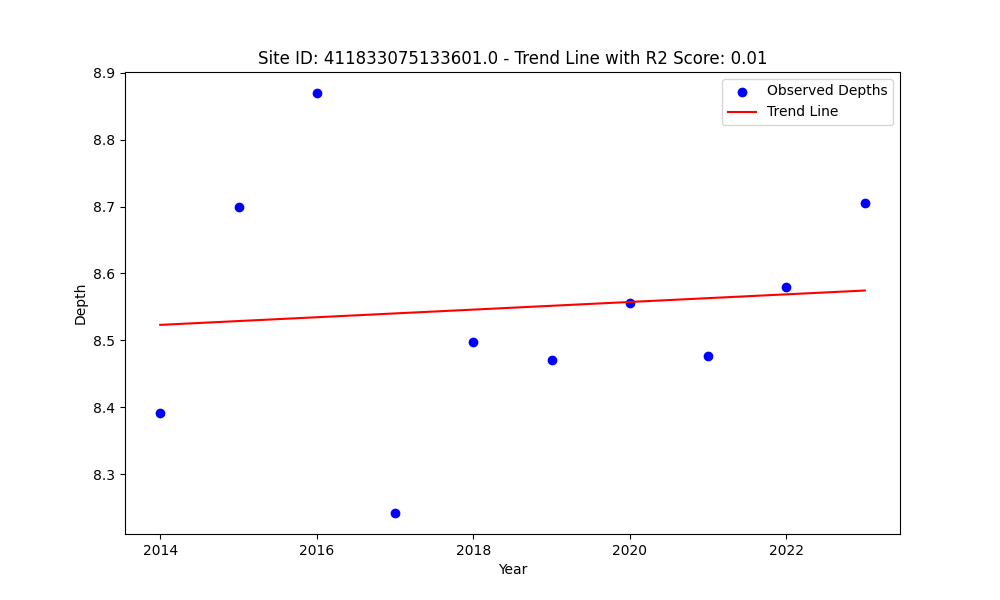 Site ID: 411833075133601.0 - Trend Line with R2 Score: 0.01
Observed Depths
Trend Line
8.9
8.8
8.7
8.6
8.5
8.4
8.3
Depth
2014
2016
2018
2020
2022
Year